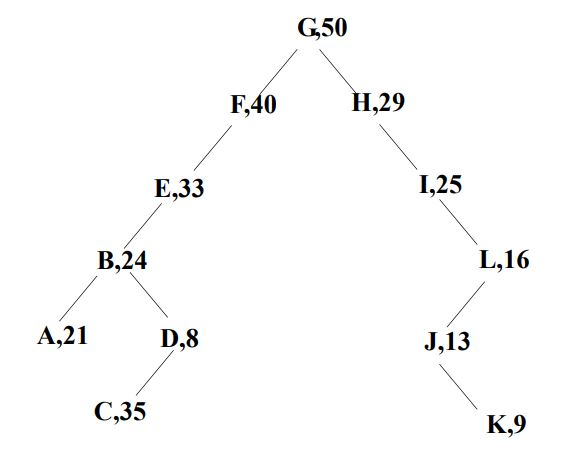 G,50
F,40
H,29
E,33
I,25
B,24
L,16
A,21
D,8
J,13
C,35
K,9